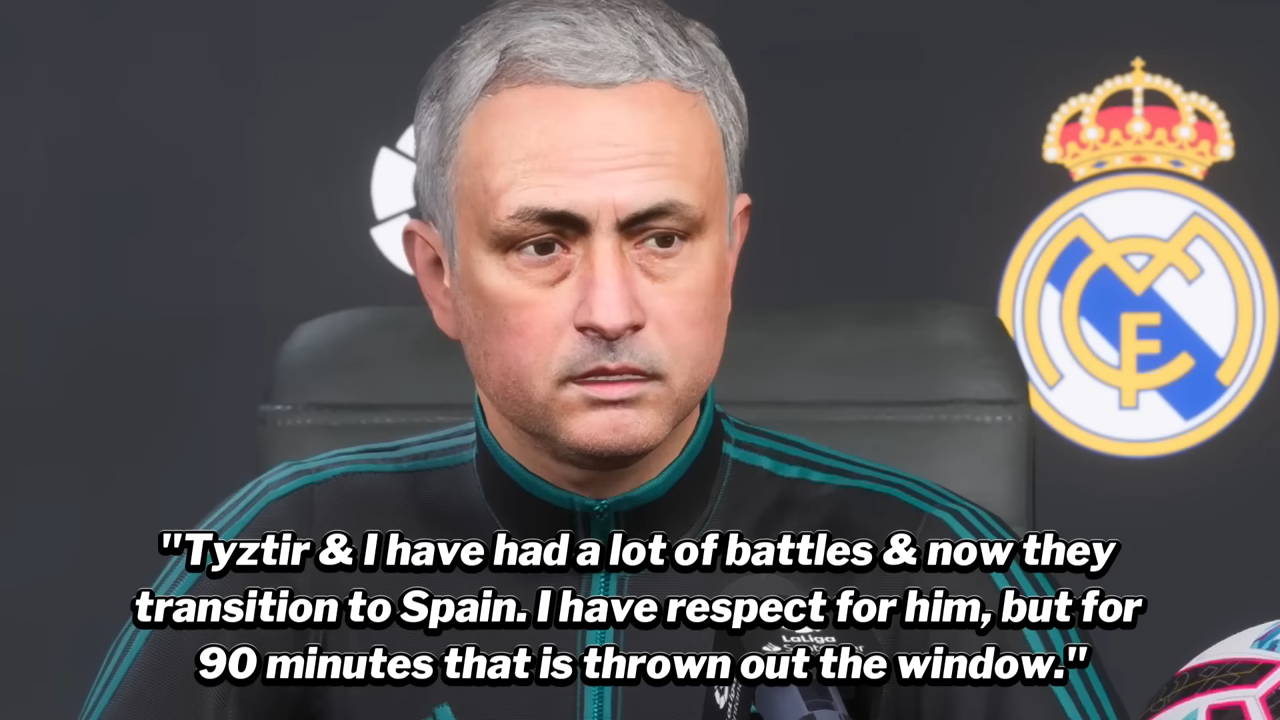 "Tyztir & I have had a lot of battles & now they
transition to Spain. I have respect for him, but for
90 minutes that is thrown out the window."
LaLiga